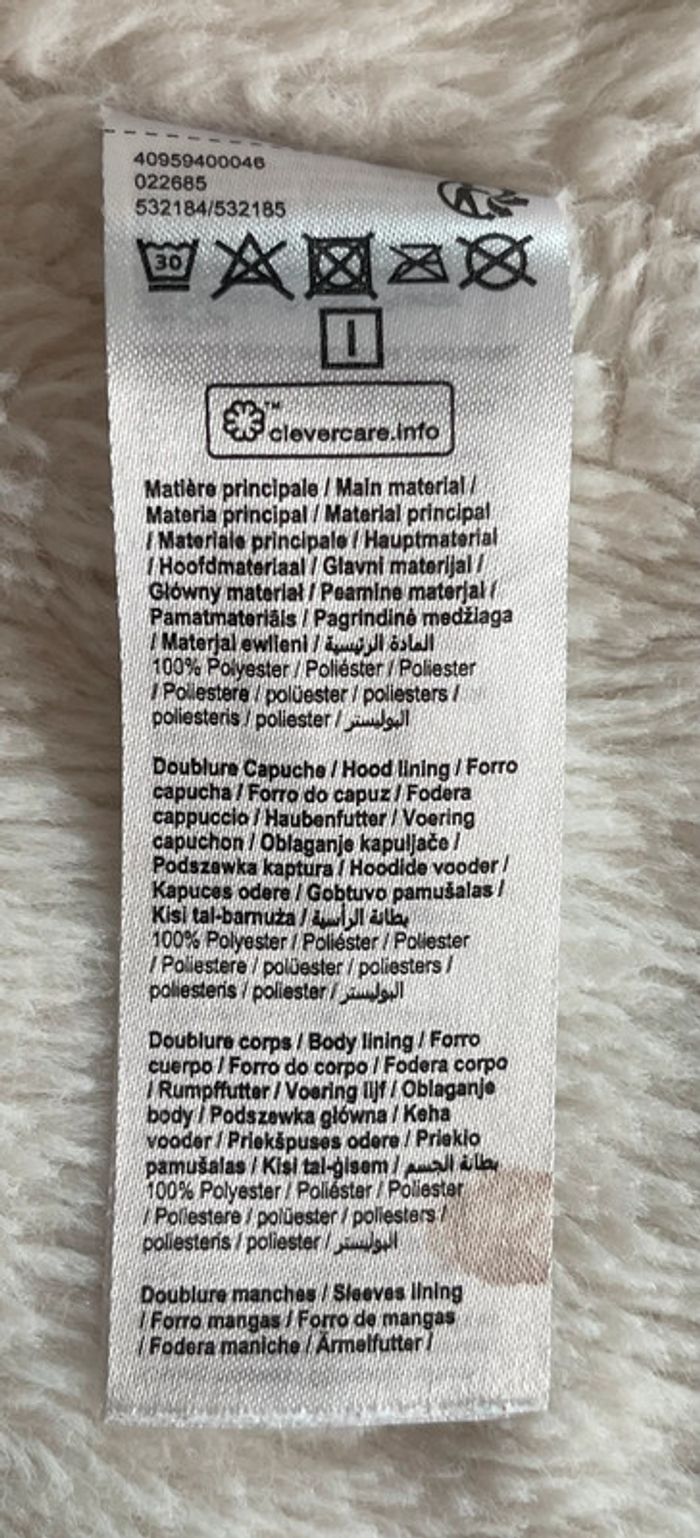 40959400046
022685
532184/532185
30
clevercare.info
Matière principale / Main material /
Materia principal / Material principal
/ Materiale principale / Hauptmaterial
/ Hoofdmateriaal / Glavni materijal /
Główny materiał / Peamine materjal /
Pamatmateriāls / Pagrindinė medžiaga
/ Materjal ewlieni / المادة الرئيسية
100% Polyester / Poliéster / Poliester
/ Poliestere / polüester / poliesters /
poliesteris / poliester / البوليستر
Doublure Capuche / Hood lining / Forro
capucha / Forro do capuz / Fodera
cappuccio / Haubenfutter / Voering
capuchon / Oblaganje kapuljače /
Podszewka kaptura / Hoodide vooder /
Kapuces odere / Gobtuvo pamušalas /
Kisi tal-barnuża / بطانة الرأسية
100% Polyester / Poliéster / Poliester
/ Poliestere / polüester / poliesters /
poliesteris / poliester / البوليستر
Doublure corps / Body lining / Forro
cuerpo / Forro do corpo / Fodera corpo
/ Rumpffutter / Voering lijf / Oblaganje
body / Podszewka główna / Keha
vooder / Priekšpuses odere / Priekio
pamušalas / Kisi tal-ġisem / بطانة الجسم
100% Polyester / Poliéster / Poliester
/ Poliestere / polüester / poliesters /
poliesteris / poliester / البوليستر
Doublure manches / Sleeves lining
/ Forro mangas / Forro de mangas
/ Fodera maniche / Ärmelfutter /